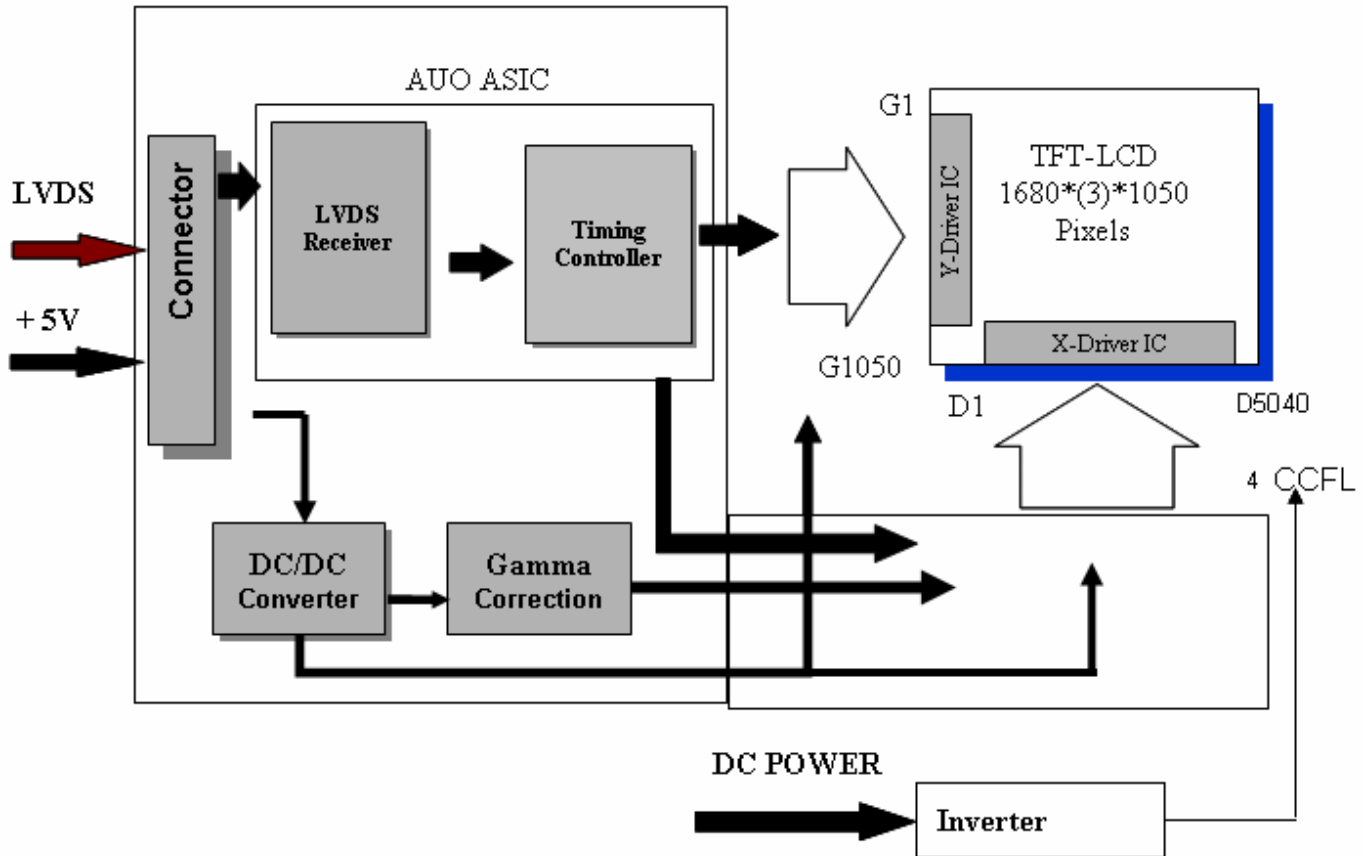 AUO ASIC
LVDS
+ 5V
Connector
LVDS
Receiver
Timing
Controller
G1
Y-Driver IC
TFT-LCD
1680*(3)*1050
Pixels
X-Driver IC
G1050
D1
D5040
4 CCFL
DC/DC
Converter
Gamma
Correction
DC POWER
Inverter